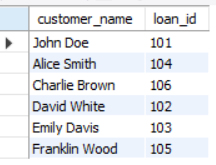 customer_name loan_id
John Doe 101
Alice Smith 104
Charlie Brown 106
David White 102
Emily Davis 103
Franklin Wood 105